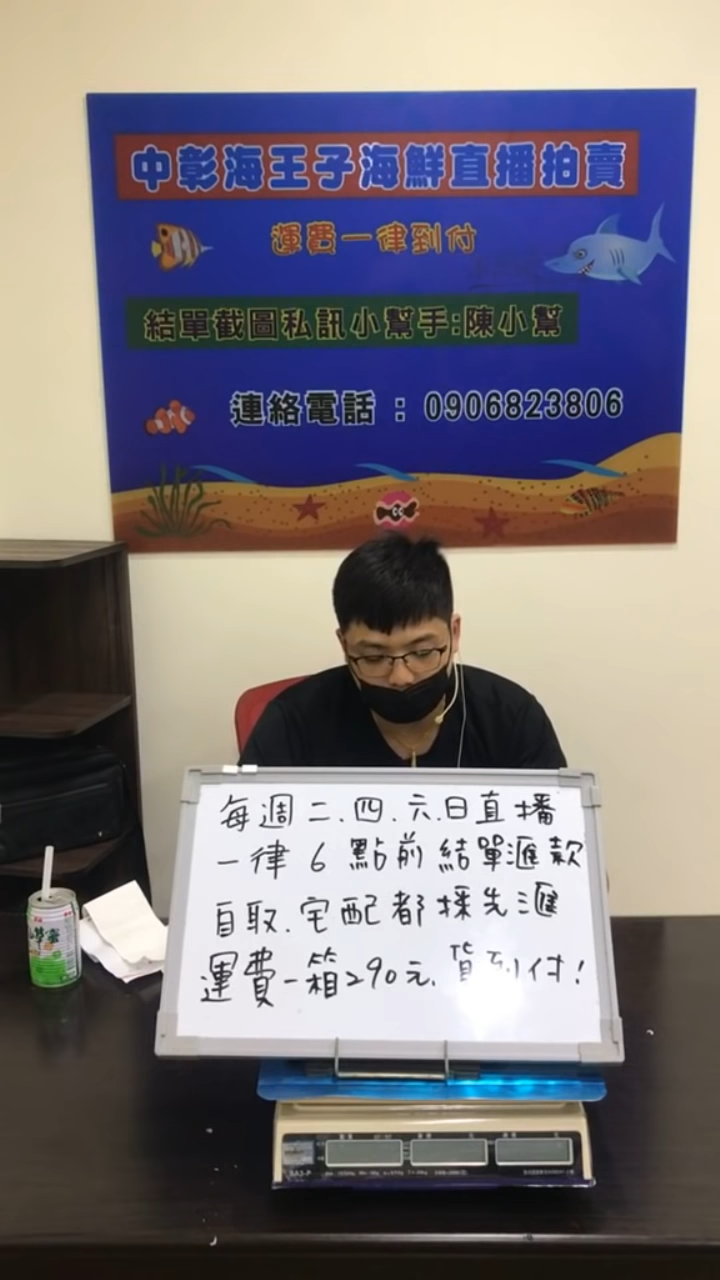 中彰海王子海鮮直播拍賣
運費一律到付
結單截圖私訊小幫手:陳小幫
連絡電話 : 0906823806
每週二.四.六.日直播
一律6點前結單匯款
自取.宅配都採先匯
運費一箱290元.貨到付!